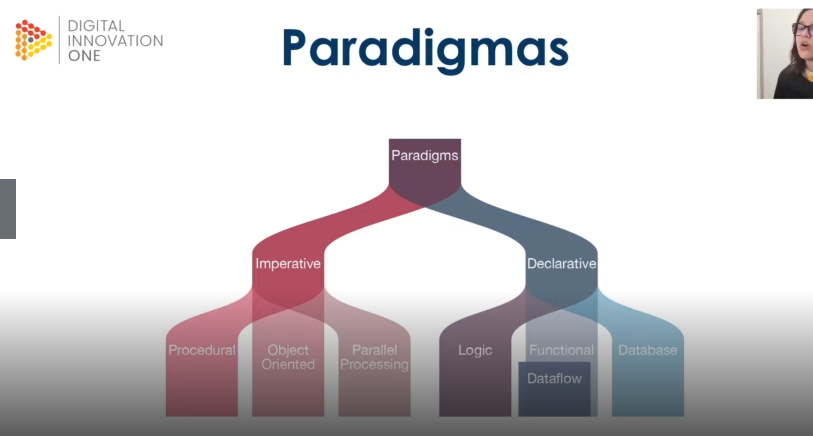 DIGITAL
INNOVATION
ONE
Paradigmas
Paradigms
Imperative
Declarative
Procedural
Object
Oriented
Parallel
Processing
Logic
Functional
Dataflow
Database